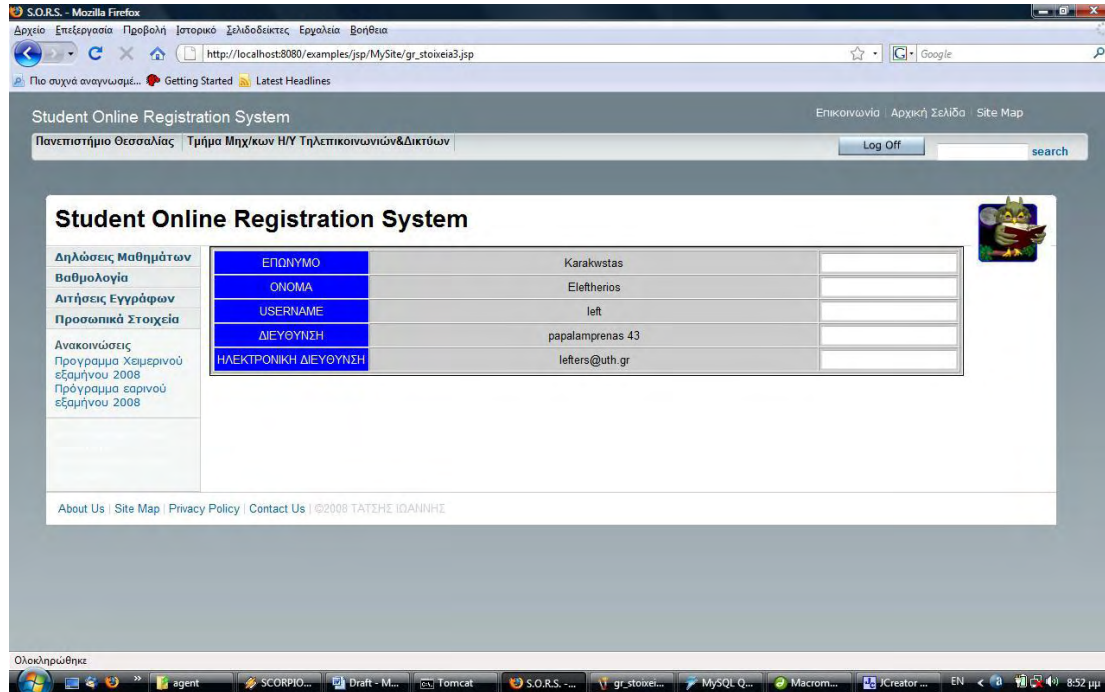 S.O.R.S. - Mozilla Firefox
Αρχείο Επεξεργασία Προβολή Ιστορικό Σελιδοδείκτες Εργαλεία Βοήθεια
http://localhost:8080/examples/jsp/MySite/gr_stoixeia3.jsp
G Google
Πιο συχνά αναγνωσμέ... Getting Started Latest Headlines
Student Online Registration System
Επικοινωνία Αρχική Σελίδα Site Map
Πανεπιστήμιο Θεσσαλίας Τμήμα Μηχ/κων Η/Υ Τηλεπικοινωνιών&Δικτύων
Log Off
search
Student Online Registration System
Δηλώσεις Μαθημάτων
Βαθμολογία
Αιτήσεις Εγγράφων
Προσωπικά Στοιχεία
Ανακοινώσεις
Προγραμμα Χειμερινού
εξαμήνου 2008
Πρόγραμμα εαρινού
εξαμήνου 2008
ΕΠΩΝΥΜΟ Karakwstas
ΟΝΟΜΑ Eleftherios
USERNAME left
ΔΙΕΥΘΥΝΣΗ papalamprenas 43
ΗΛΕΚΤΡΟΝΙΚΗ ΔΙΕΥΘΥΝΣΗ lefters@uth.gr
About Us | Site Map | Privacy Policy | Contact Us | ©2008 ΤΑΤΣΗΣ ΙΩΑΝΝΗΣ
Ολοκληρώθηκε
agent SCORPIO... Draft - M... Tomcat S.O.R.S. -... gr_stoixei... MySQL Q... Macrom... JCreator ... EN 8:52 μμ